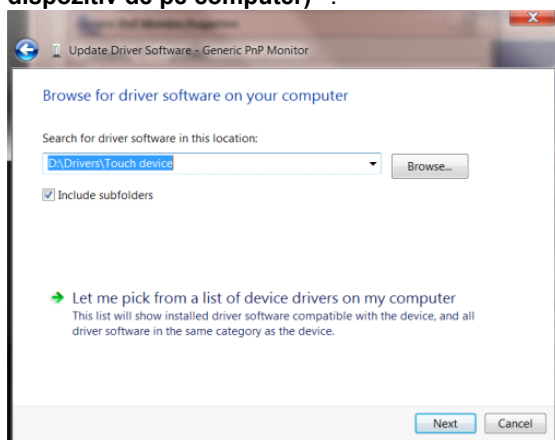 dispozitiv de pe computer)" .
Update Driver Software - Generic PnP Monitor
Browse for driver software on your computer
Search for driver software in this location:
D:\Drivers\Touch device
Browse...
Include subfolders
Let me pick from a list of device drivers on my computer
This list will show installed driver software compatible with the device, and all
driver software in the same category as the device.
Next Cancel